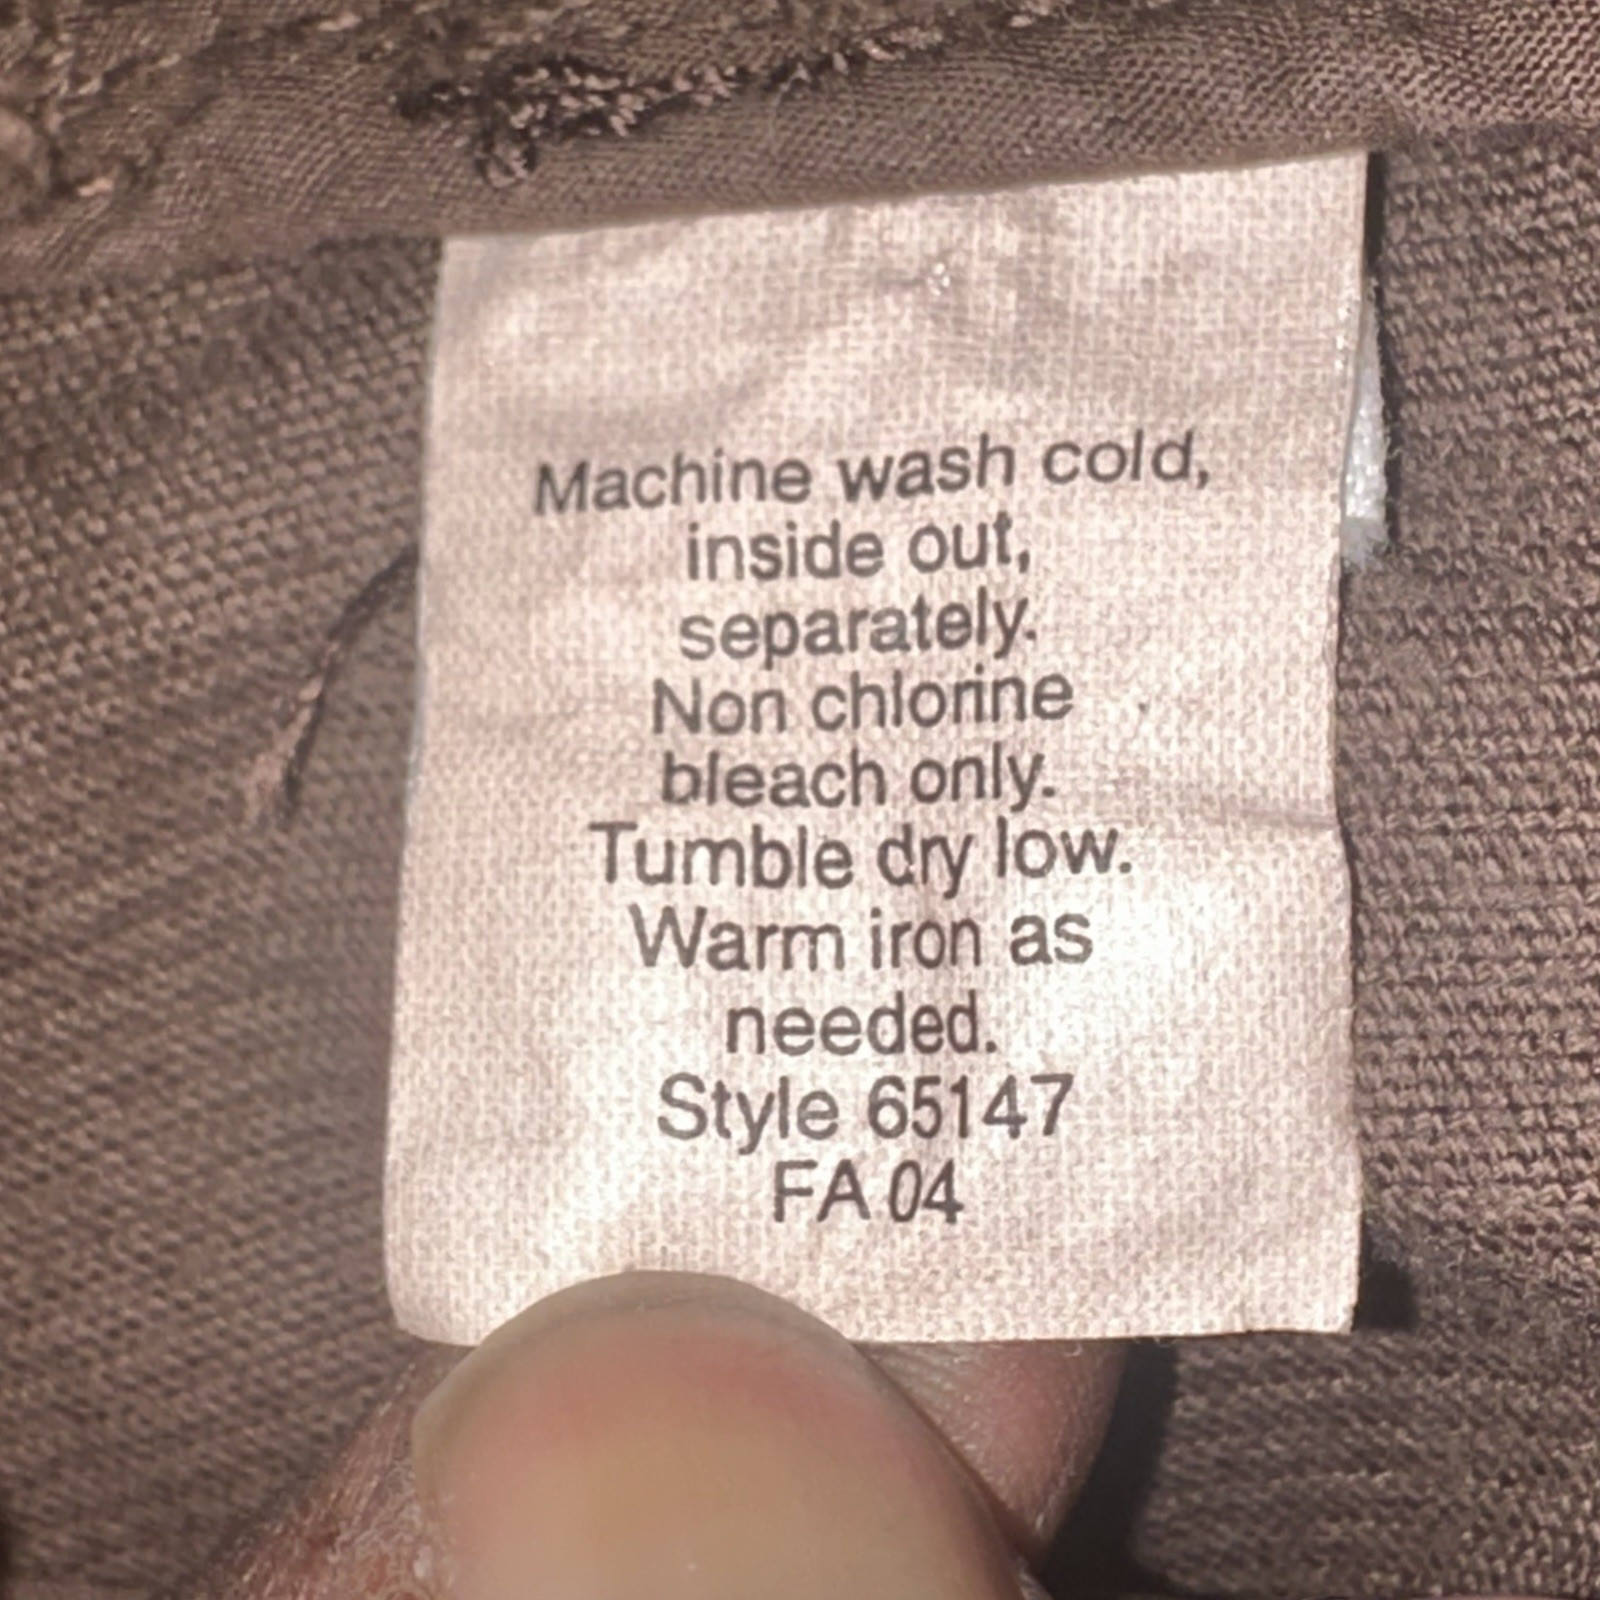 Machine wash cold,
inside out,
separately.
Non chlorine
bleach only.
Tumble dry low.
Warm iron as
needed.
Style 65147
FA 04